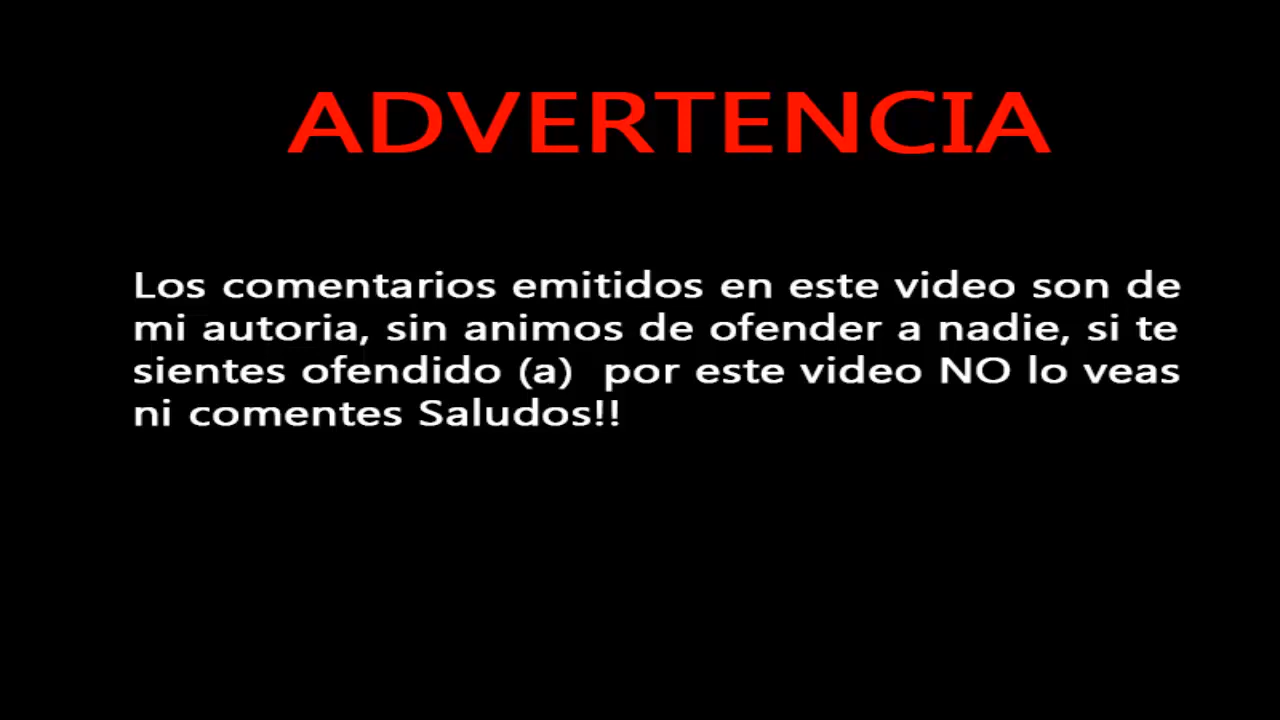 ADVERTENCIA
Los comentarios emitidos en este video son de
mi autoria, sin animos de ofender a nadie, si te
sientes ofendido (a)  por este video NO lo veas
ni comentes Saludos!!